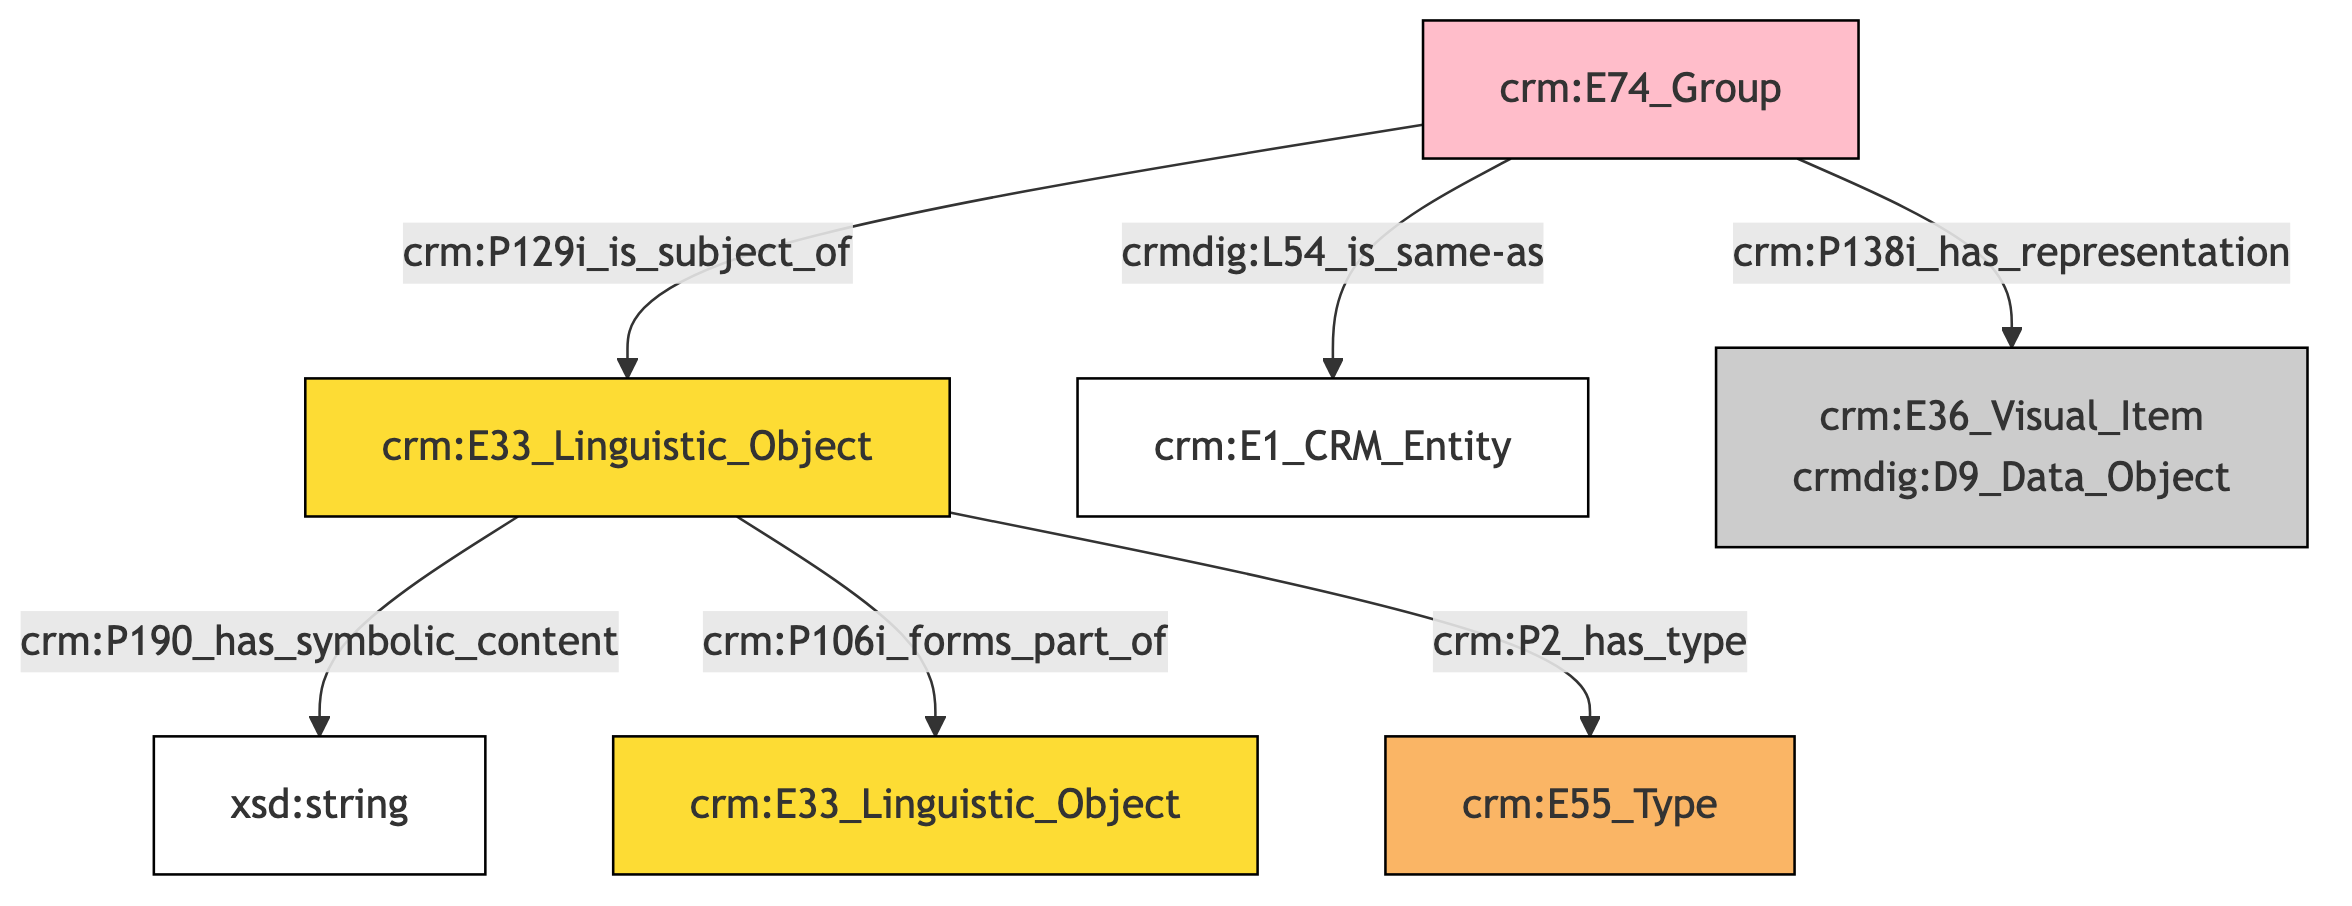 crm:E74_Group
crm:P129i_is_subject_of
crmdig:L54_is_same-as
crm:P138i_has_representation
crm:E33_Linguistic_Object
crm:E1_CRM_Entity
crm:E36_Visual_Item
crmdig:D9_Data_Object
crm:P190_has_symbolic_content
crm:P106i_forms_part_of
crm:P2_has_type
xsd:string
crm:E33_Linguistic_Object
crm:E55_Type